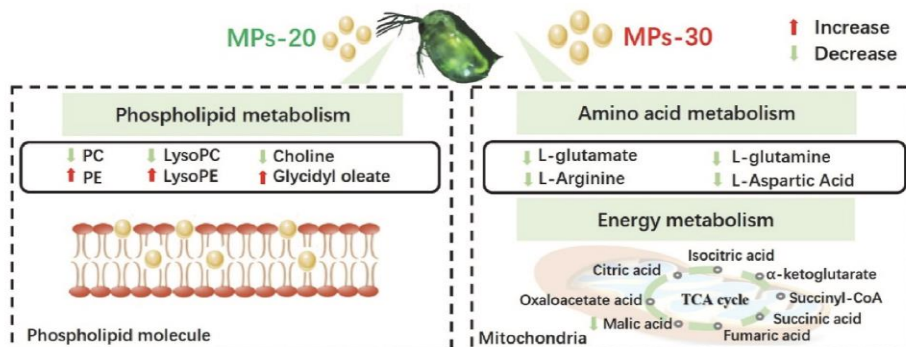 MPs-20
MPs-30
Increase
Decrease
Phospholipid metabolism
PC LysoPC Choline
PE LysoPE Glycidyl oleate
Phospholipid molecule
Amino acid metabolism
L-glutamate L-glutamine
L-Arginine L-Aspartic Acid
Energy metabolism
Isocitric acid
Citric acid
α-ketoglutarate
Oxaloacetate acid
TCA cycle
Succinyl-CoA
Malic acid
Succinic acid
Fumaric acid
Mitochondria